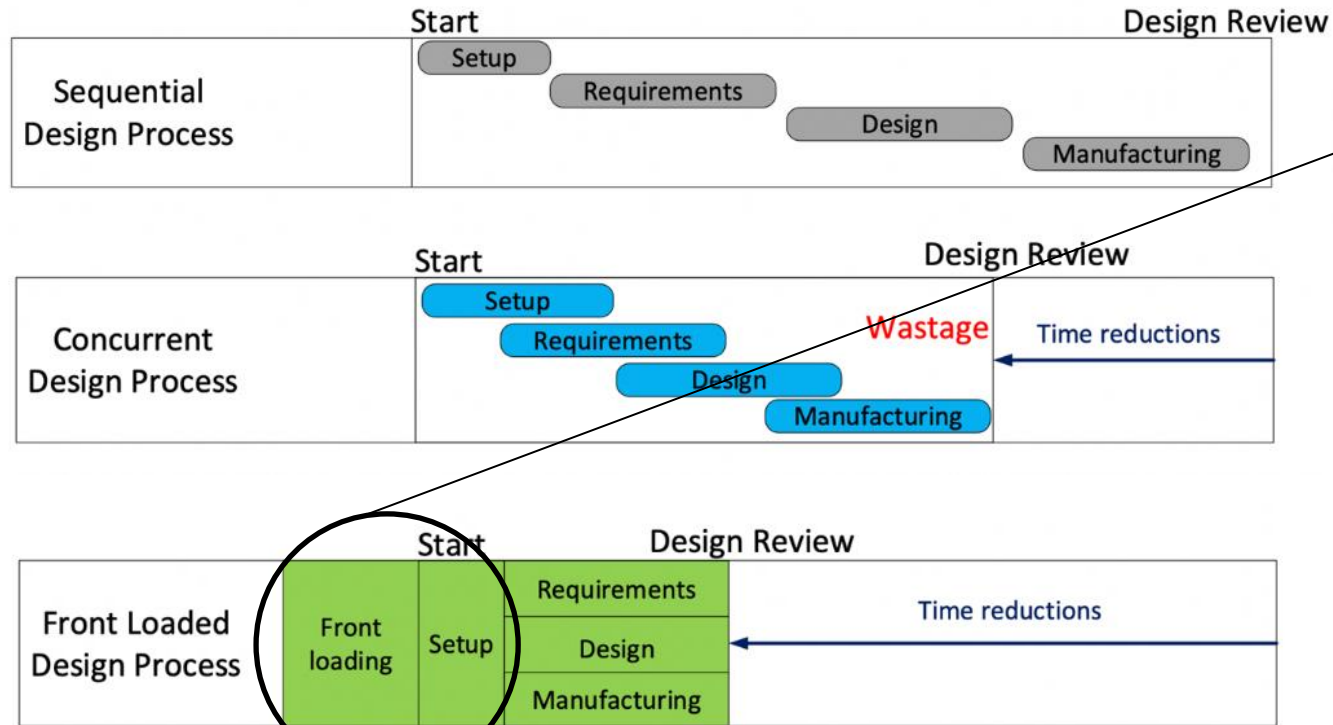 Start
Design Review
Sequential
Design Process
Setup
Requirements
Design
Manufacturing
Start
Design Review
Concurrent
Design Process
Setup
Requirements
Design
Manufacturing
Wastage
Time reductions
Start
Design Review
Front Loaded
Design Process
Front
loading
Setup
Requirements
Design
Manufacturing
Time reductions